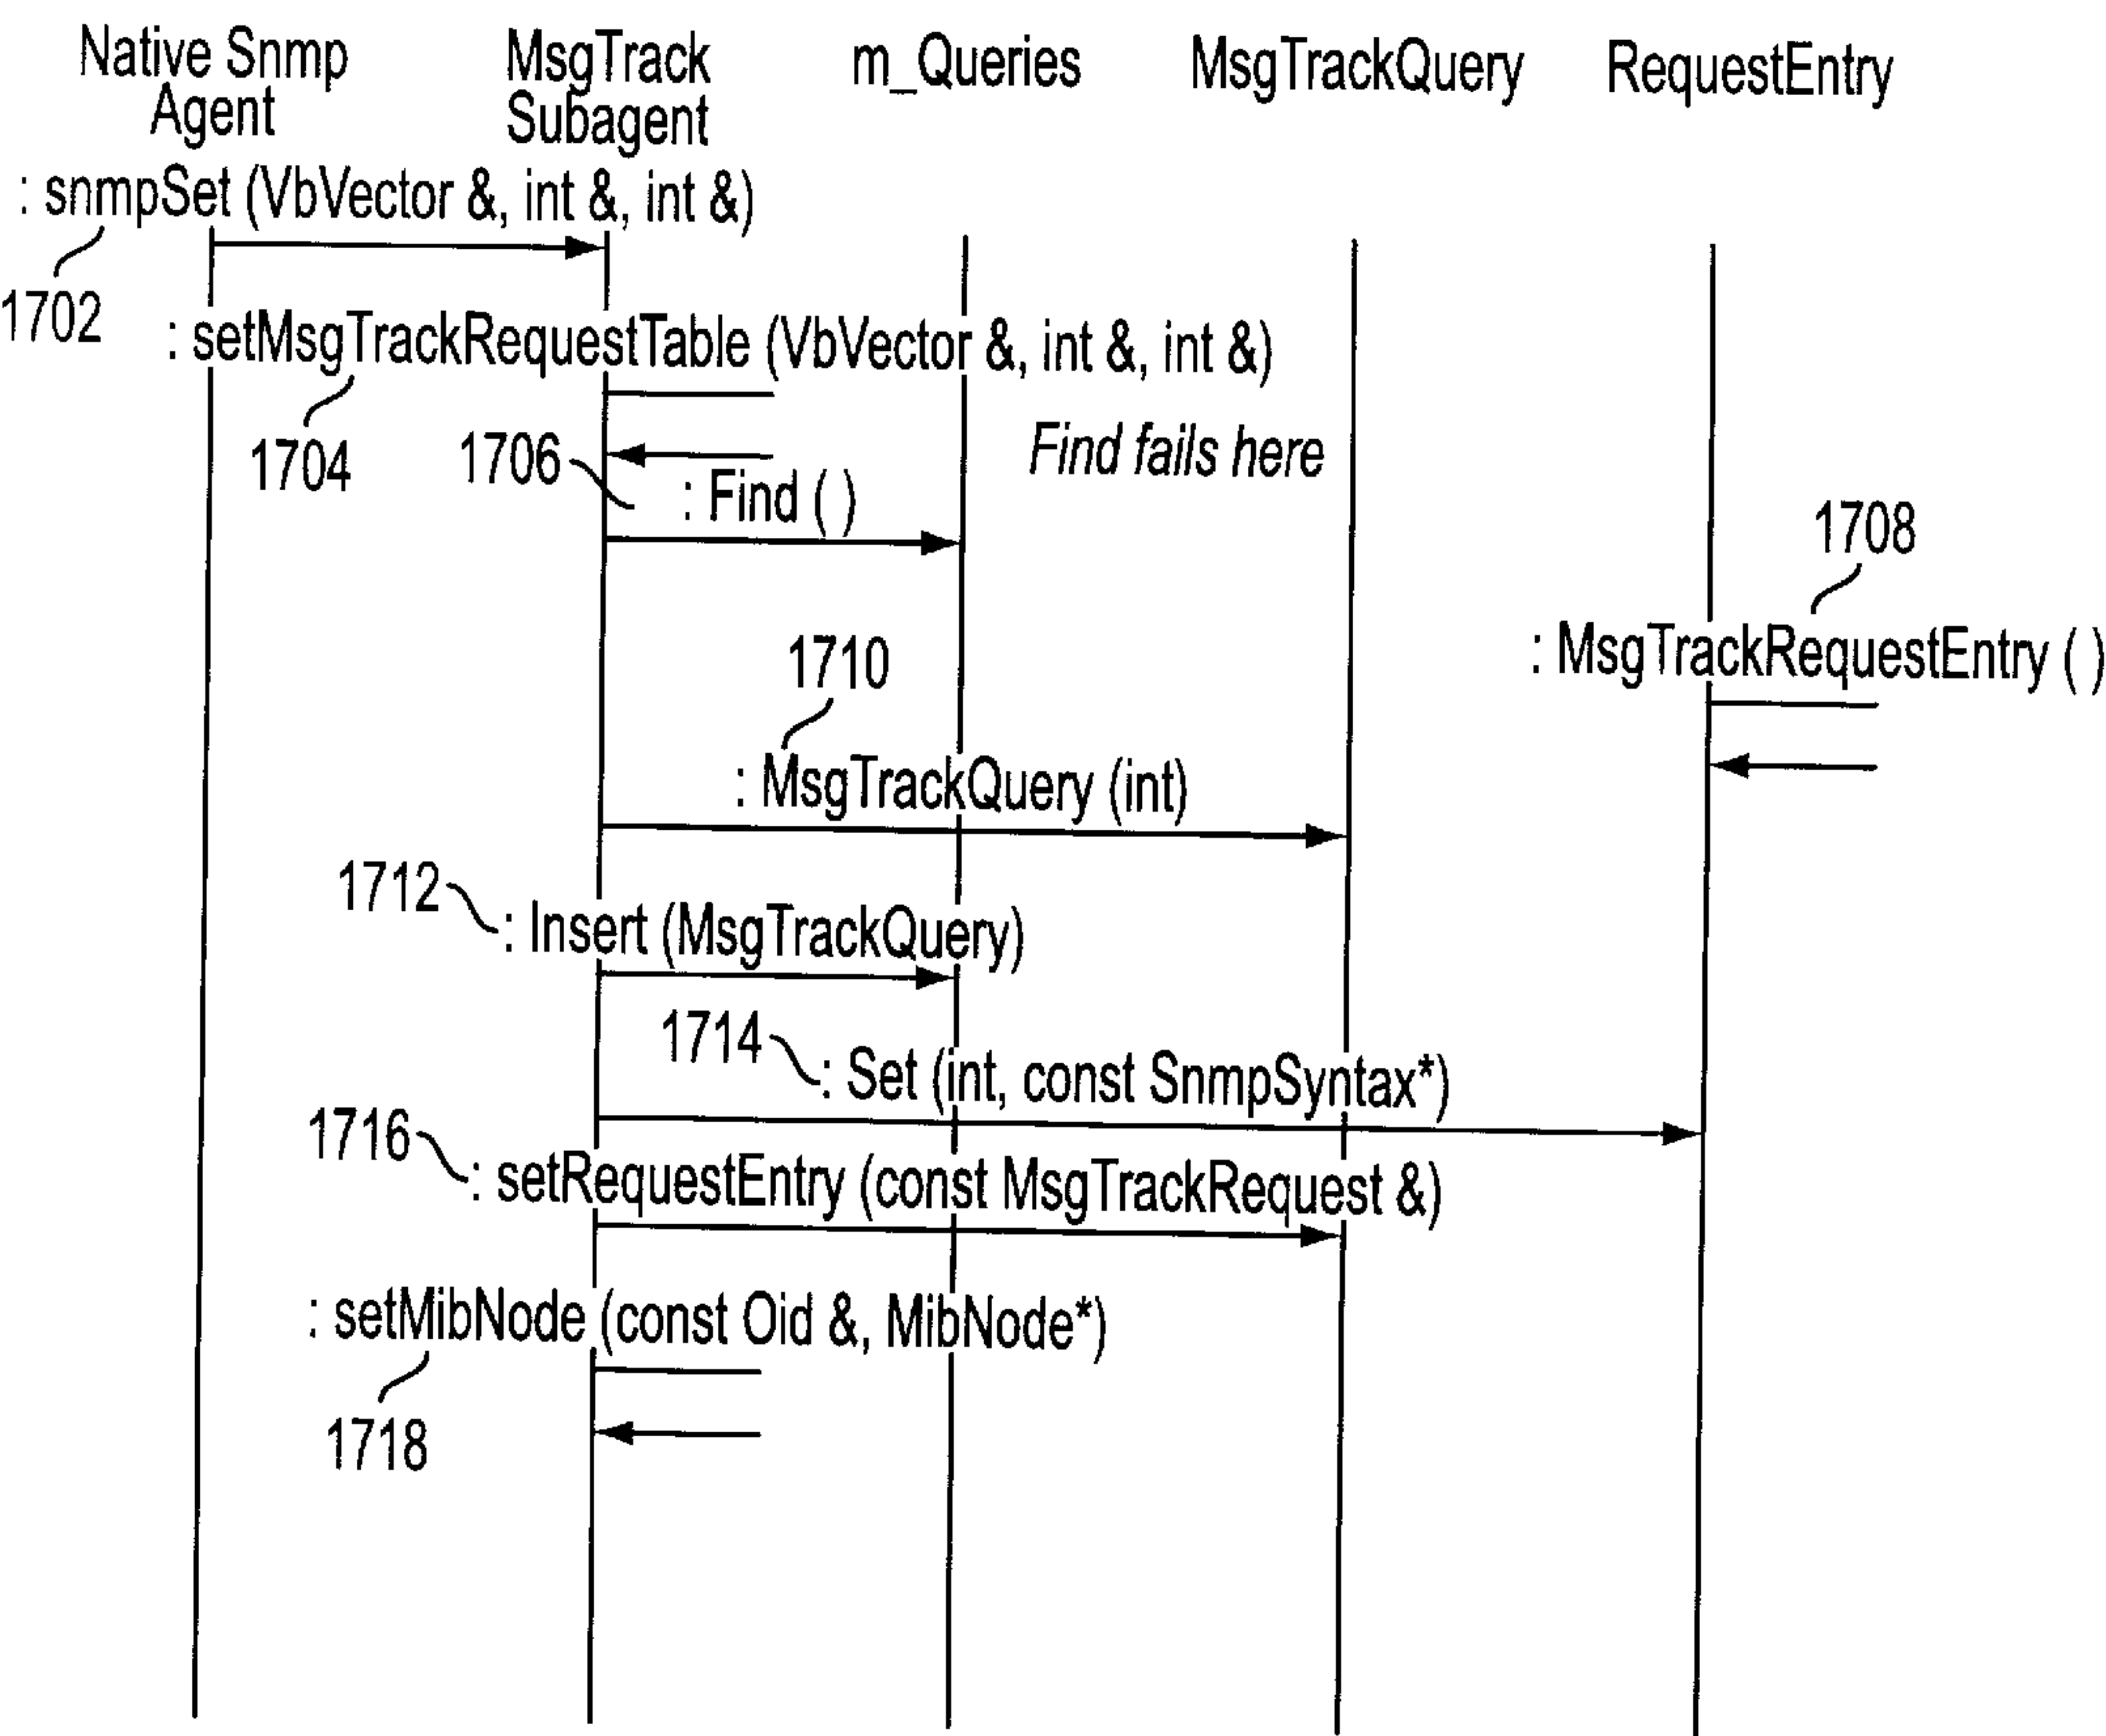 Native Snmp Agent
MsgTrack Subagent
m_Queries
MsgTrackQuery
RequestEntry
: snmpSet (VbVector &, int &, int &)
1702
: setMsgTrackRequestTable (VbVector &, int &, int &)
1704
1706
Find fails here
: Find ( )
1708
: MsgTrackRequestEntry ( )
1710
: MsgTrackQuery (int)
1712
: Insert (MsgTrackQuery)
1714
: Set (int, const SnmpSyntax*)
1716
: setRequestEntry (const MsgTrackRequest &)
: setMibNode (const Oid &, MibNode*)
1718